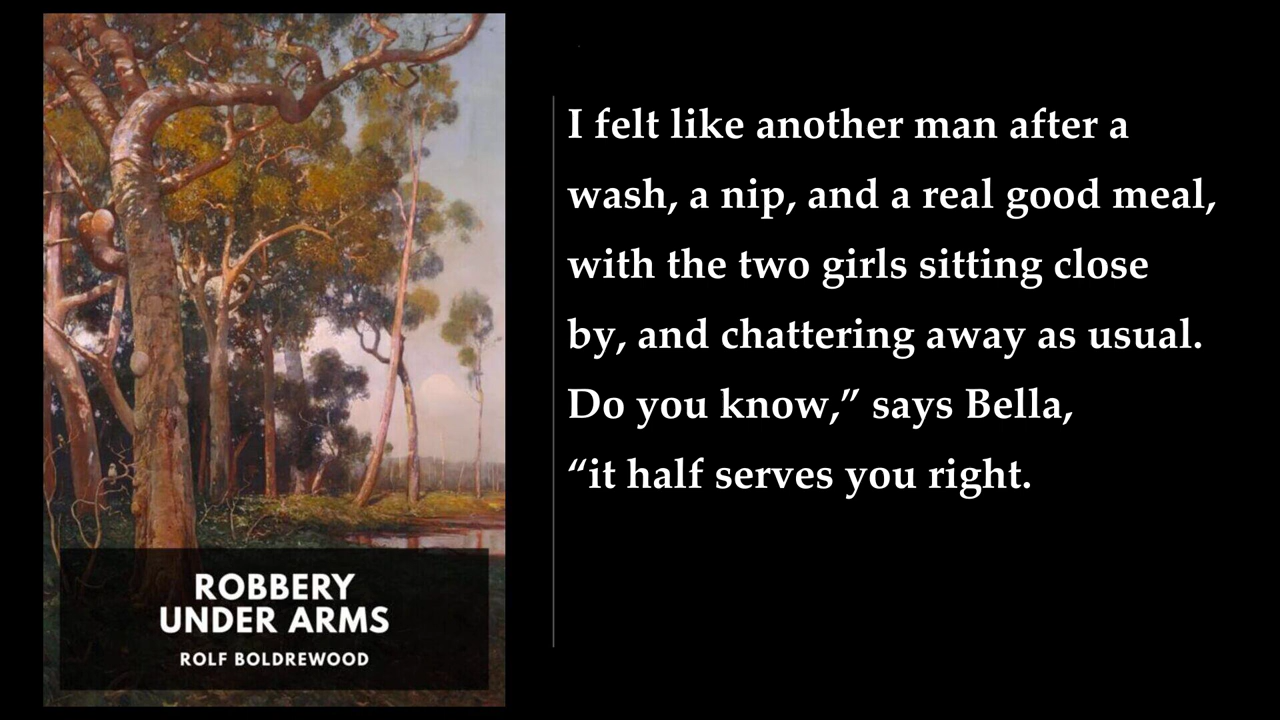 ROBBERY
UNDER ARMS
ROLF BOLDREWOOD
I felt like another man after a
wash, a nip, and a real good meal,
with the two girls sitting close
by, and chattering away as usual.
Do you know,” says Bella,
“it half serves you right.